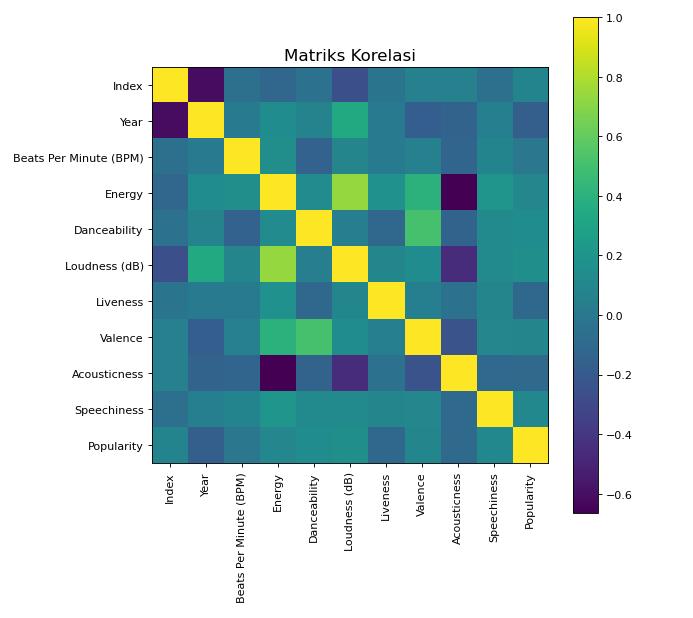 Matriks Korelasi
Index
Year
Beats Per Minute (BPM)
Energy
Danceability
Loudness (dB)
Liveness
Valence
Acousticness
Speechiness
Popularity
Index
Year
Beats Per Minute (BPM)
Energy
Danceability
Loudness (dB)
Liveness
Valence
Acousticness
Speechiness
Popularity
1.0
0.8
0.6
0.4
0.2
0.0
−0.2
−0.4
−0.6